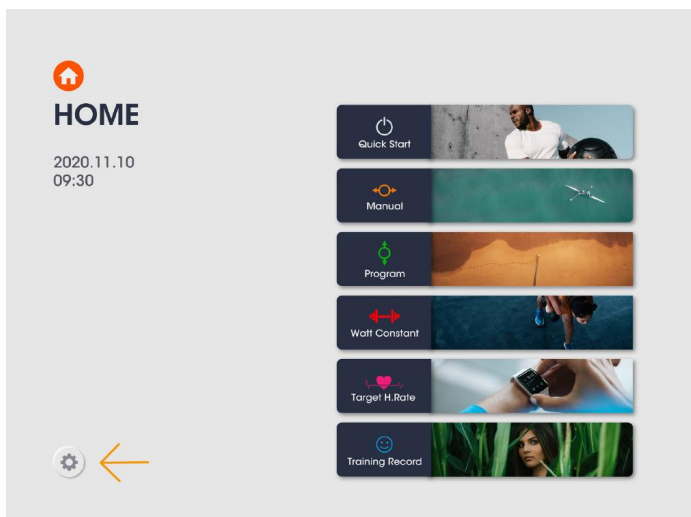 HOME
2020.11.10
09:30
Quick Start
Manual
Program
Watt Constant
Target H.Rate
Training Record